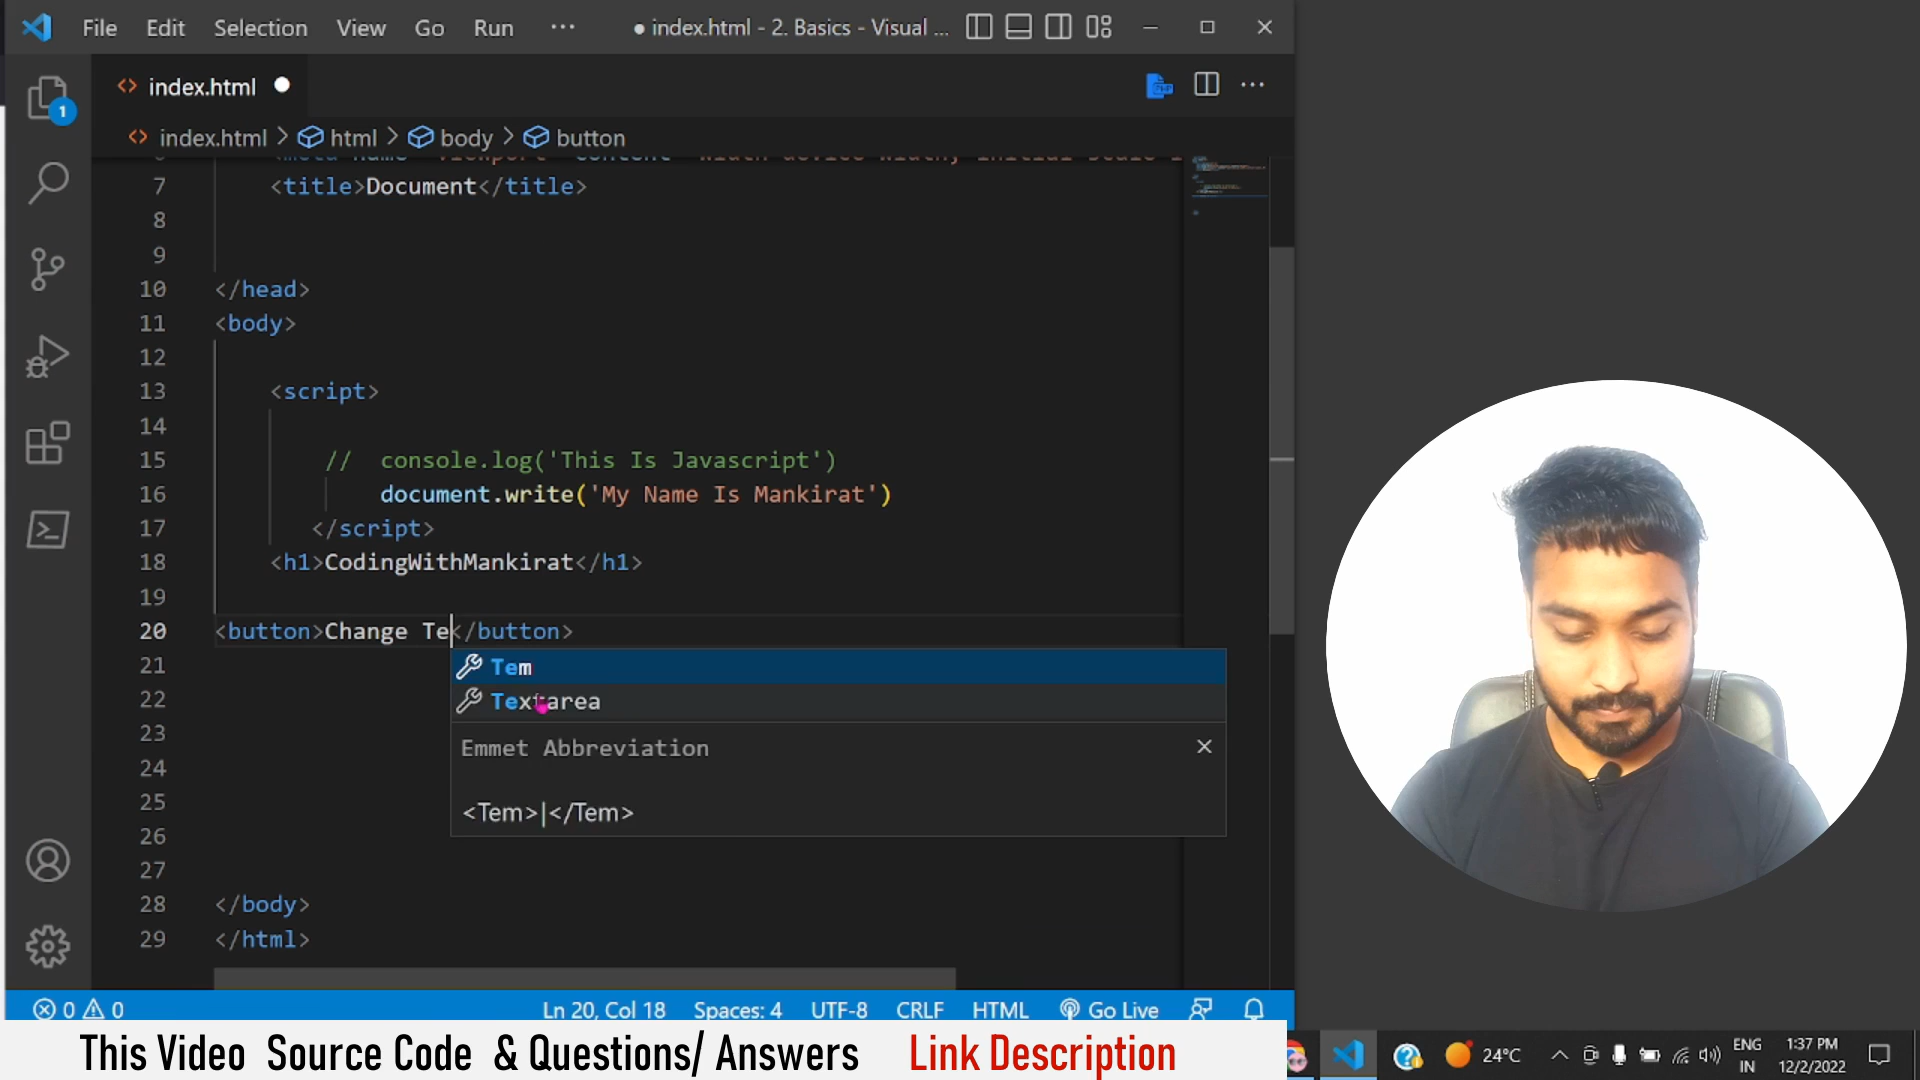 File Edit Selection View Go Run ··· ● index.html - 2. Basics - Visual ...
<> index.html ●
<> index.html > html > body > button
7 <title>Document</title>
8
9
10 </head>
11 <body>
12
13 <script>
14
15 // console.log('This Is Javascript')
16 document.write('My Name Is Mankirat')
17 </script>
18 <h1>CodingWithMankirat</h1>
19
20 <button>Change Te</button>
21
Tem
22
Textarea
23
Emmet Abbreviation
24
25
<Tem>|</Tem>
26
27
28 </body>
29 </html>
1
0 0 Ln 20, Col 18 Spaces: 4 UTF-8 CRLF HTML Go Live
This Video Source Code & Questions/ Answers Link Description
24°C ENG IN 1:37 PM 12/2/2022